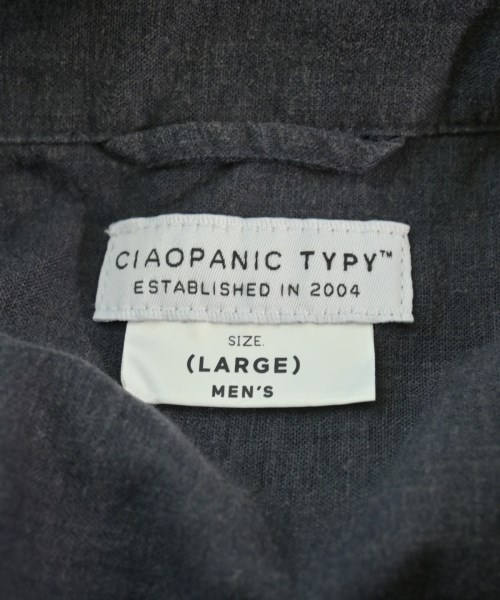 CIAOPANIC TYPY™
ESTABLISHED IN 2004
SIZE.
(LARGE)
MEN'S